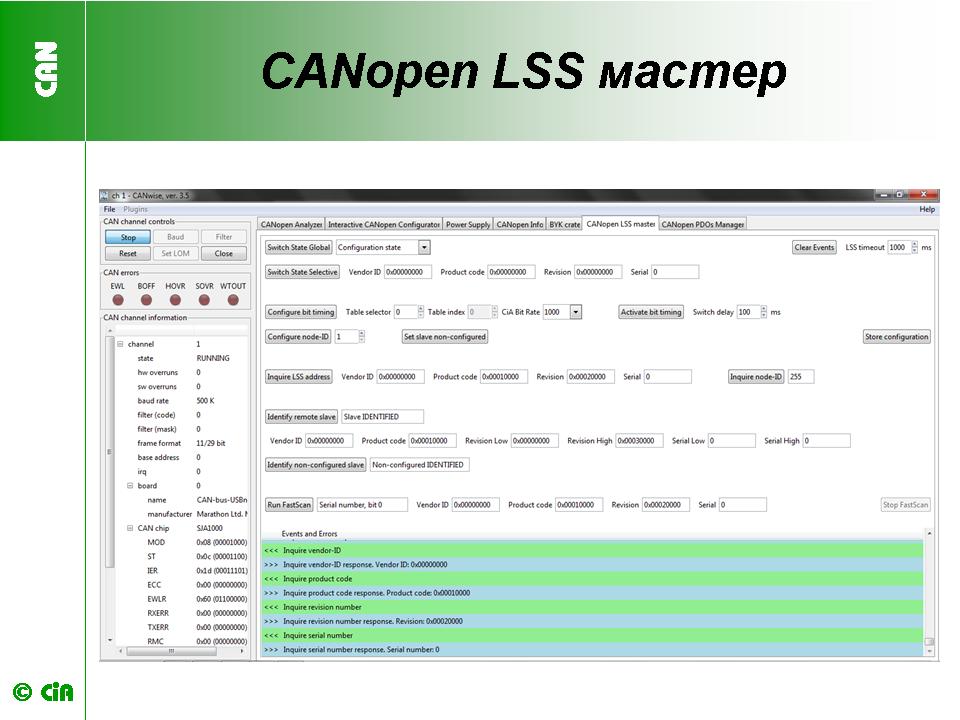 CAN
CANopen LSS мастер
ch 1 - CANwise, ver. 3.5
File Plugins Help
CAN channel controls
Stop Baud Filter
Reset Set LOM Close
CAN errors
EWL BOFF HOVR SOVR WTOUT
CAN channel information
channel 1
state RUNNING
hw overruns 0
sw overruns 0
baud rate 500 K
filter (code) 0
filter (mask) 0
frame format 11/29 bit
base address 0
irq 0
board 0
name CAN-bus-USBn
manufacturer Marathon Ltd.
CAN chip SJA1000
MOD 0x08 (00001000)
ST 0x0c (00001100)
IER 0x1d (00011101)
ECC 0x00 (00000000)
EWLR 0x60 (01100000)
RXERR 0x00 (00000000)
TXERR 0x00 (00000000)
RMC 0x00 (00000000)
CANopen Analyzer Interactive CANopen Configurator Power Supply CANopen Info BYK crate CANopen LSS master CANopen PDOs Manager
Switch State Global Configuration state Clear Events LSS timeout 1000 ms
Switch State Selective Vendor ID 0x00000000 Product code 0x00000000 Revision 0x00000000 Serial 0
Configure bit timing Table selector 0 Table index 0 CiA Bit Rate 1000 Activate bit timing Switch delay 100 ms
Configure node-ID 1 Set slave non-configured Store configuration
Inquire LSS address Vendor ID 0x00000000 Product code 0x00010000 Revision 0x00020000 Serial 0 Inquire node-ID 255
Identify remote slave Slave IDENTIFIED
Vendor ID 0x00000000 Product code 0x00010000 Revision Low 0x00000000 Revision High 0x00030000 Serial Low 0 Serial High 0
Identify non-configured slave Non-configured IDENTIFIED
Run FastScan Serial number, bit 0 Vendor ID 0x00000000 Product code 0x00010000 Revision 0x00020000 Serial 0 Stop FastScan
Events and Errors
<<< Inquire vendor-ID
>>> Inquire vendor-ID response. Vendor ID: 0x00000000
<<< Inquire product code
>>> Inquire product code response. Product code: 0x00010000
<<< Inquire revision number
>>> Inquire revision number response. Revision: 0x00020000
<<< Inquire serial number
>>> Inquire serial number response. Serial number: 0
© CiA